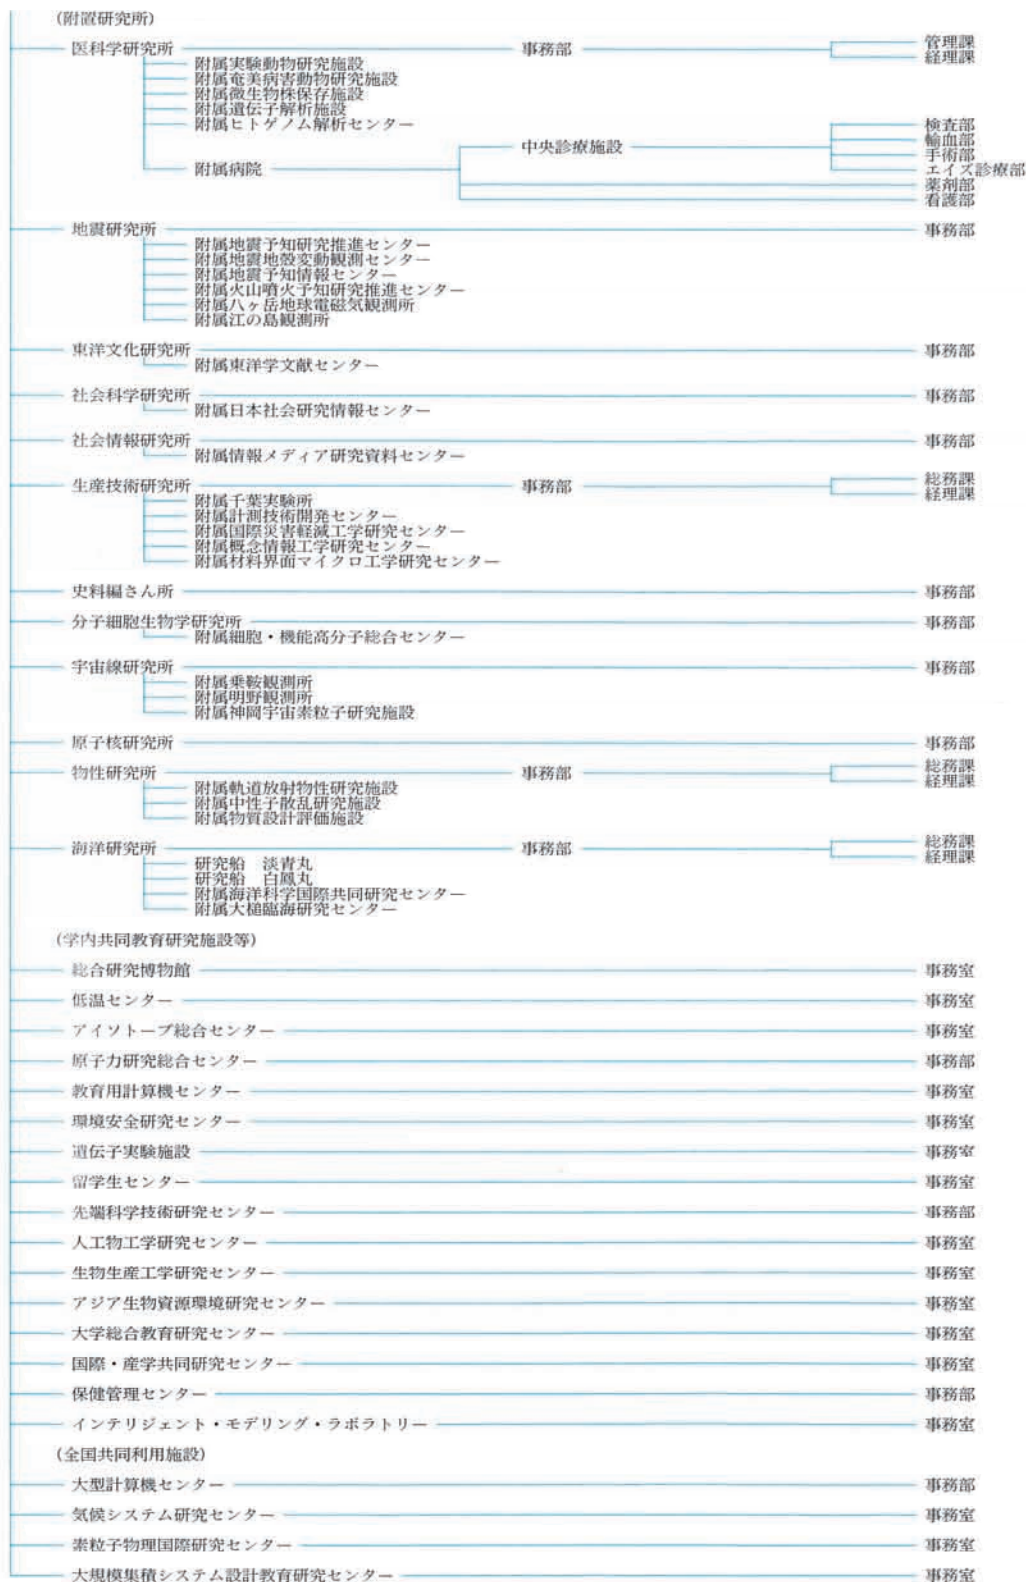 (附置研究所)
医科学研究所 事務部 管理課
経理課
附属実験動物研究施設
附属奄美病害動物研究施設
附属微生物株保存施設
附属遺伝子解析施設
附属ヒトゲノム解析センター
検査部
中央診療施設 輸血部
手術部
附属病院 エイズ診療部
薬剤部
看護部
地震研究所 事務部
附属地震予知研究推進センター
附属地震地殻変動観測センター
附属地震予知情報センター
附属火山噴火予知研究推進センター
附属八ヶ岳地球電磁気観測所
附属江の島観測所
東洋文化研究所 事務部
附属東洋学文献センター
社会科学研究所 事務部
附属日本社会研究情報センター
社会情報研究所 事務部
附属情報メディア研究資料センター
生産技術研究所 事務部 総務課
経理課
附属千葉実験所
附属計測技術開発センター
附属国際災害軽減工学研究センター
附属概念情報工学研究センター
附属材料界面マイクロ工学研究センター
史料編さん所 事務部
分子細胞生物学研究所 事務部
附属細胞・機能高分子総合センター
宇宙線研究所 事務部
附属乗鞍観測所
附属明野観測所
附属神岡宇宙素粒子研究施設
原子核研究所 事務部
物性研究所 事務部 総務課
経理課
附属軌道放射物性研究施設
附属中性子散乱研究施設
附属物質設計評価施設
海洋研究所 事務部 総務課
経理課
研究船 淡青丸
研究船 白鳳丸
附属海洋科学国際共同研究センター
附属大槌臨海研究センター
(学内共同教育研究施設等)
総合研究博物館 事務室
低温センター 事務室
アイソトープ総合センター 事務室
原子力研究総合センター 事務部
教育用計算機センター 事務室
環境安全研究センター 事務室
遺伝子実験施設 事務室
留学生センター 事務室
先端科学技術研究センター 事務部
人工物工学研究センター 事務室
生物生産工学研究センター 事務室
アジア生物資源環境研究センター 事務室
大学総合教育研究センター 事務室
国際・産学共同研究センター 事務室
保健管理センター 事務部
インテリジェント・モデリング・ラボラトリー 事務室
(全国共同利用施設)
大型計算機センター 事務部
気候システム研究センター 事務室
素粒子物理国際研究センター 事務室
大規模集積システム設計教育研究センター 事務室